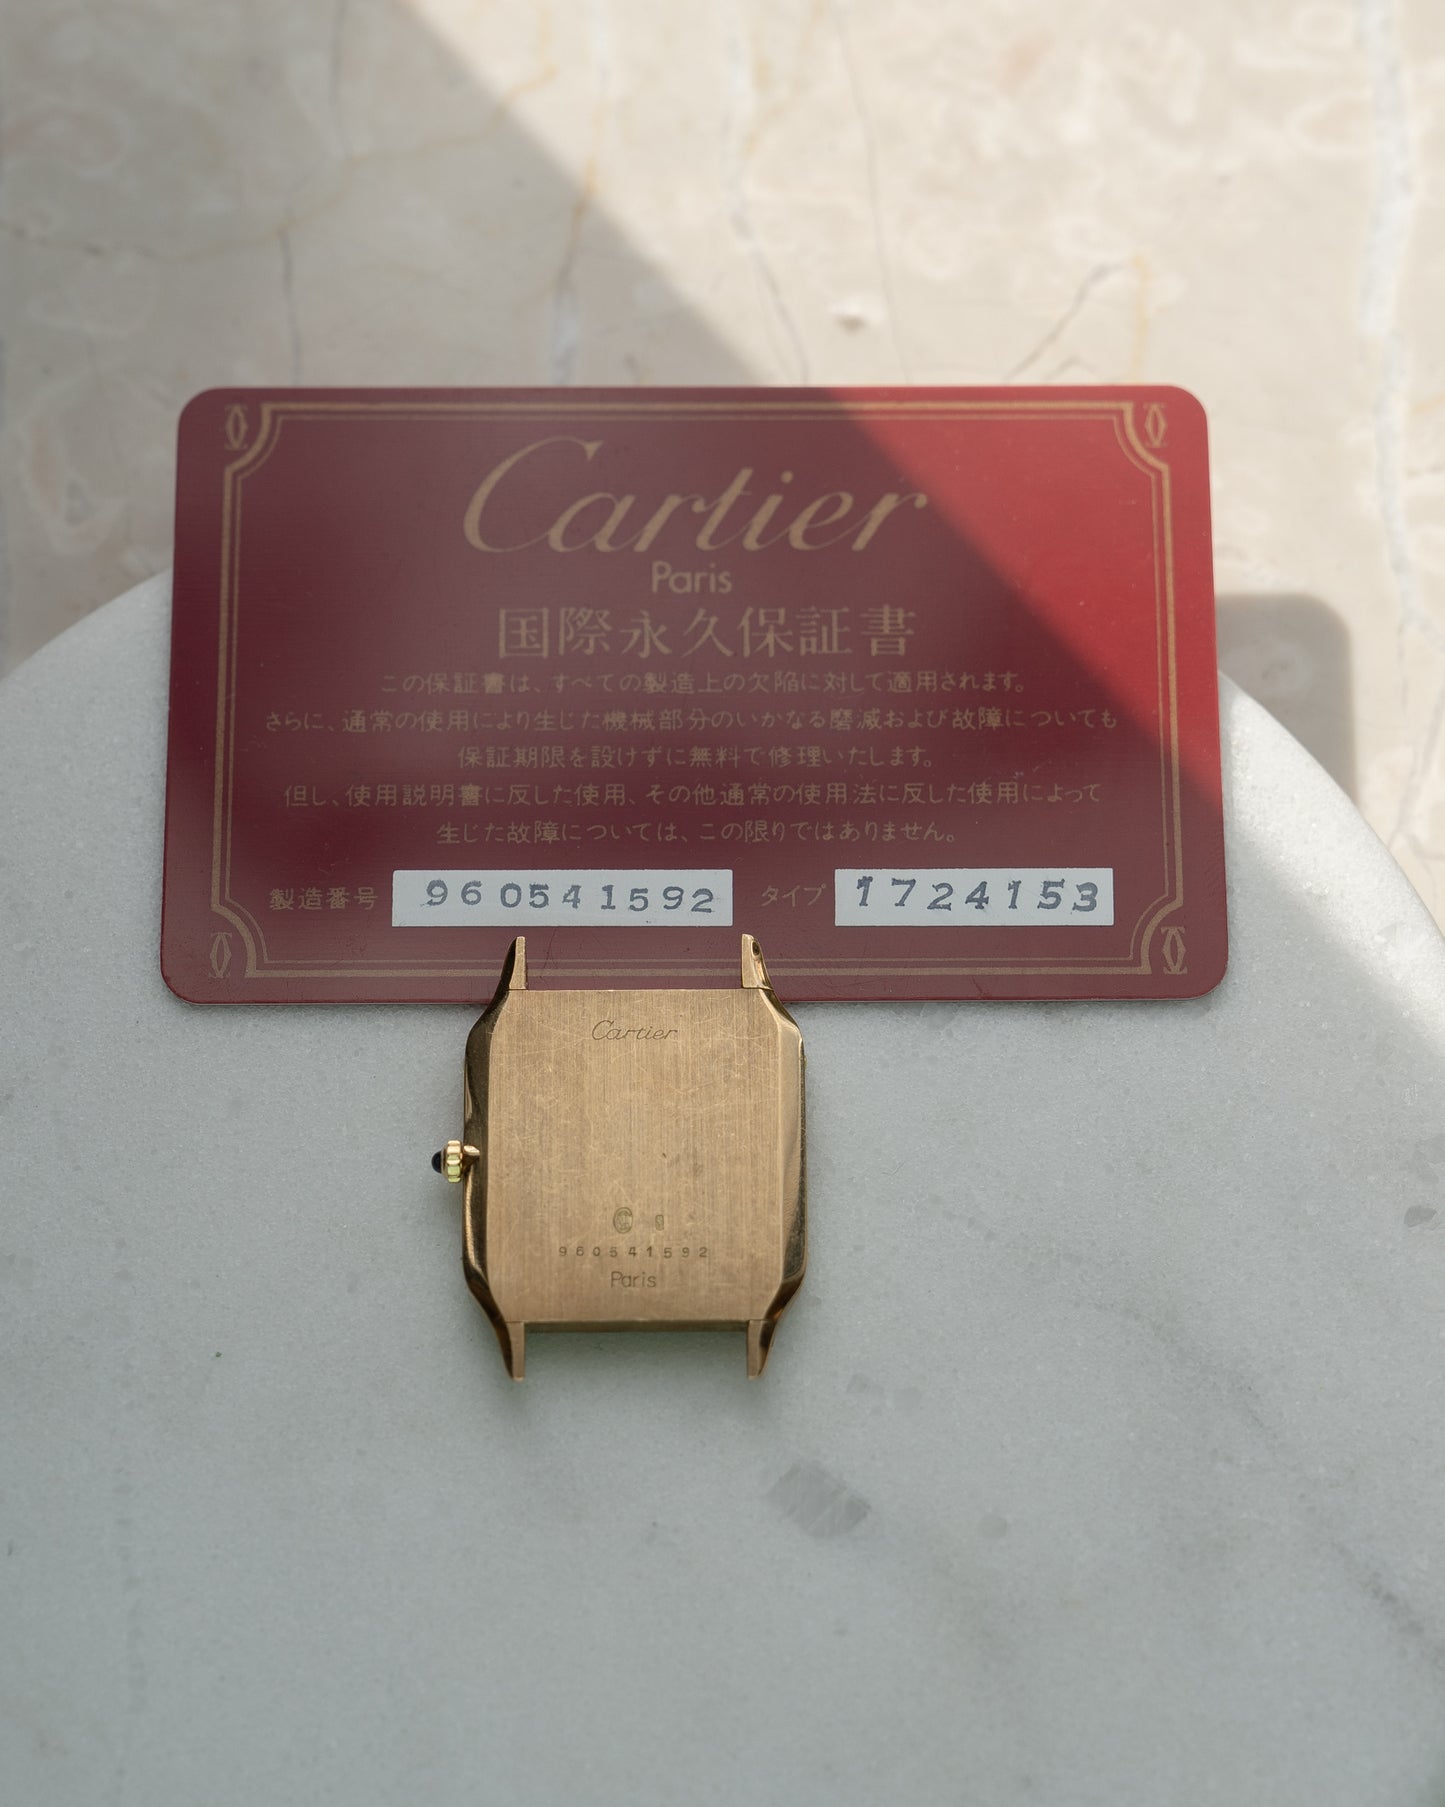 Cartier
Paris
国際永久保証書
この保証書は、すべての製造上の欠陥に対して適用されます。
さらに、通常の使用により生じた機械部分のいかなる磨減および故障についても
保証期限を設けずに無料で修理いたします。
但し、使用説明書に反した使用、その他通常の使用法に反した使用によって
生じた故障については、この限りではありません。
製造番号 960541592 タイプ 1724153
Cartier
960541592
Paris